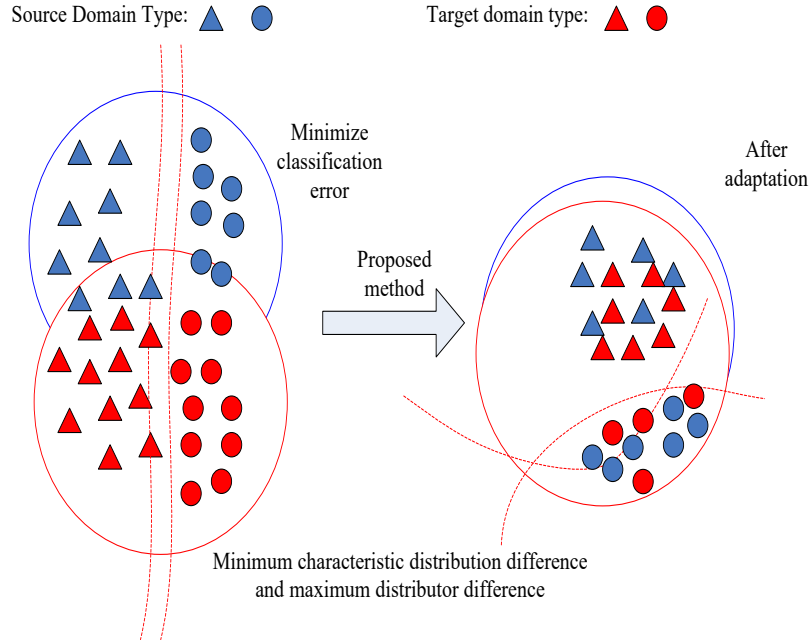 Source Domain Type:
Target domain type:
Minimize
classification
error
After
adaptation
Proposed
method
Minimum characteristic distribution difference
and maximum distributor difference